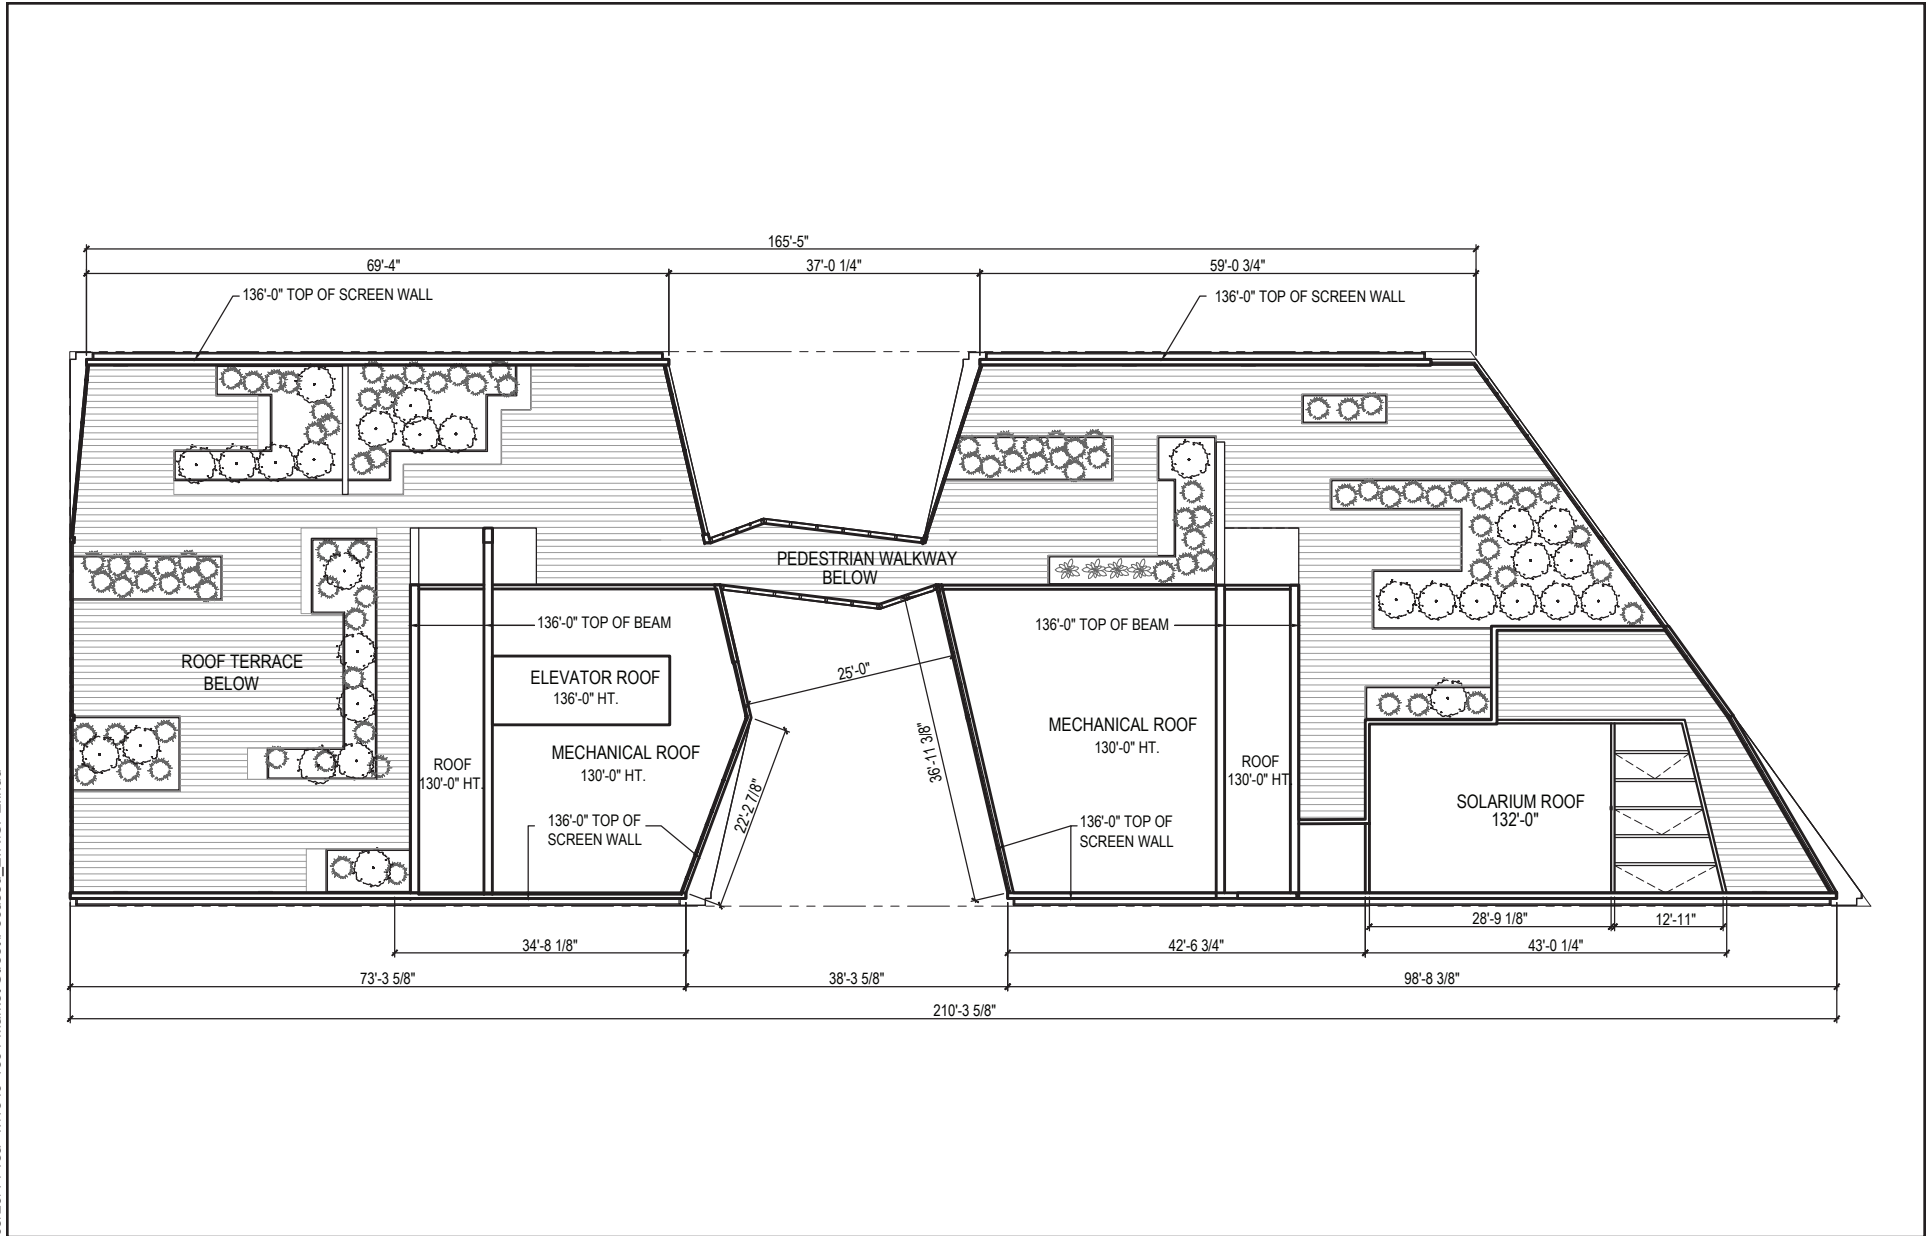 165'-5"
69'-4"
37'-0 1/4"
59'-0 3/4"
136'-0" TOP OF SCREEN WALL
136'-0" TOP OF SCREEN WALL
PEDESTRIAN WALKWAY
BELOW
136'-0" TOP OF BEAM
136'-0" TOP OF BEAM
ROOF TERRACE
BELOW
ELEVATOR ROOF
136'-0" HT.
25'-0"
MECHANICAL ROOF
130'-0" HT.
MECHANICAL ROOF
130'-0" HT.
ROOF
130'-0" HT.
ROOF
130'-0" HT.
36'-11 3/8"
22'-2 7/8"
SOLARIUM ROOF
132'-0"
136'-0" TOP OF
SCREEN WALL
136'-0" TOP OF
SCREEN WALL
28'-9 1/8"
12'-11"
34'-8 1/8"
42'-6 3/4"
43'-0 1/4"
73'-3 5/8"
38'-3 5/8"
98'-8 3/8"
210'-3 5/8"